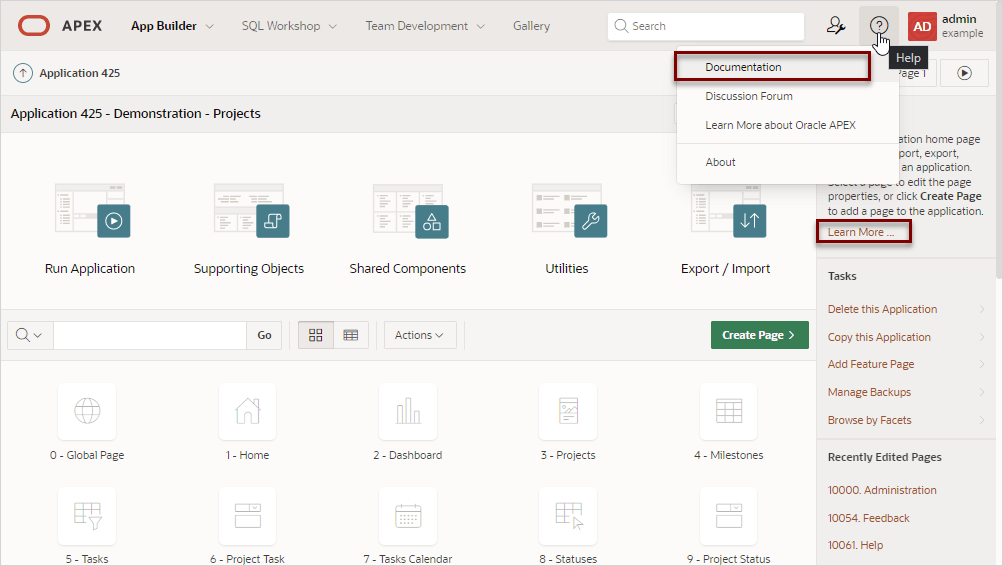 APEX
App Builder
SQL Workshop
Team Development
Gallery
Search
AD
admin
example
Help
Documentation
Discussion Forum
Learn More about Oracle APEX
About
Application 425
Page 1
Application 425 - Demonstration - Projects
home page
export,
an application.
Select a page to edit the page
properties, or click Create Page
to add a page to the application.
Learn More ...
Run Application
Supporting Objects
Shared Components
Utilities
Export / Import
Tasks
Delete this Application
Copy this Application
Add Feature Page
Manage Backups
Browse by Facets
Go
Actions
Create Page
0 - Global Page
1 - Home
2 - Dashboard
3 - Projects
4 - Milestones
Recently Edited Pages
10000. Administration
10054. Feedback
10061. Help
5 - Tasks
6 - Project Task
7 - Tasks Calendar
8 - Statuses
9 - Project Status